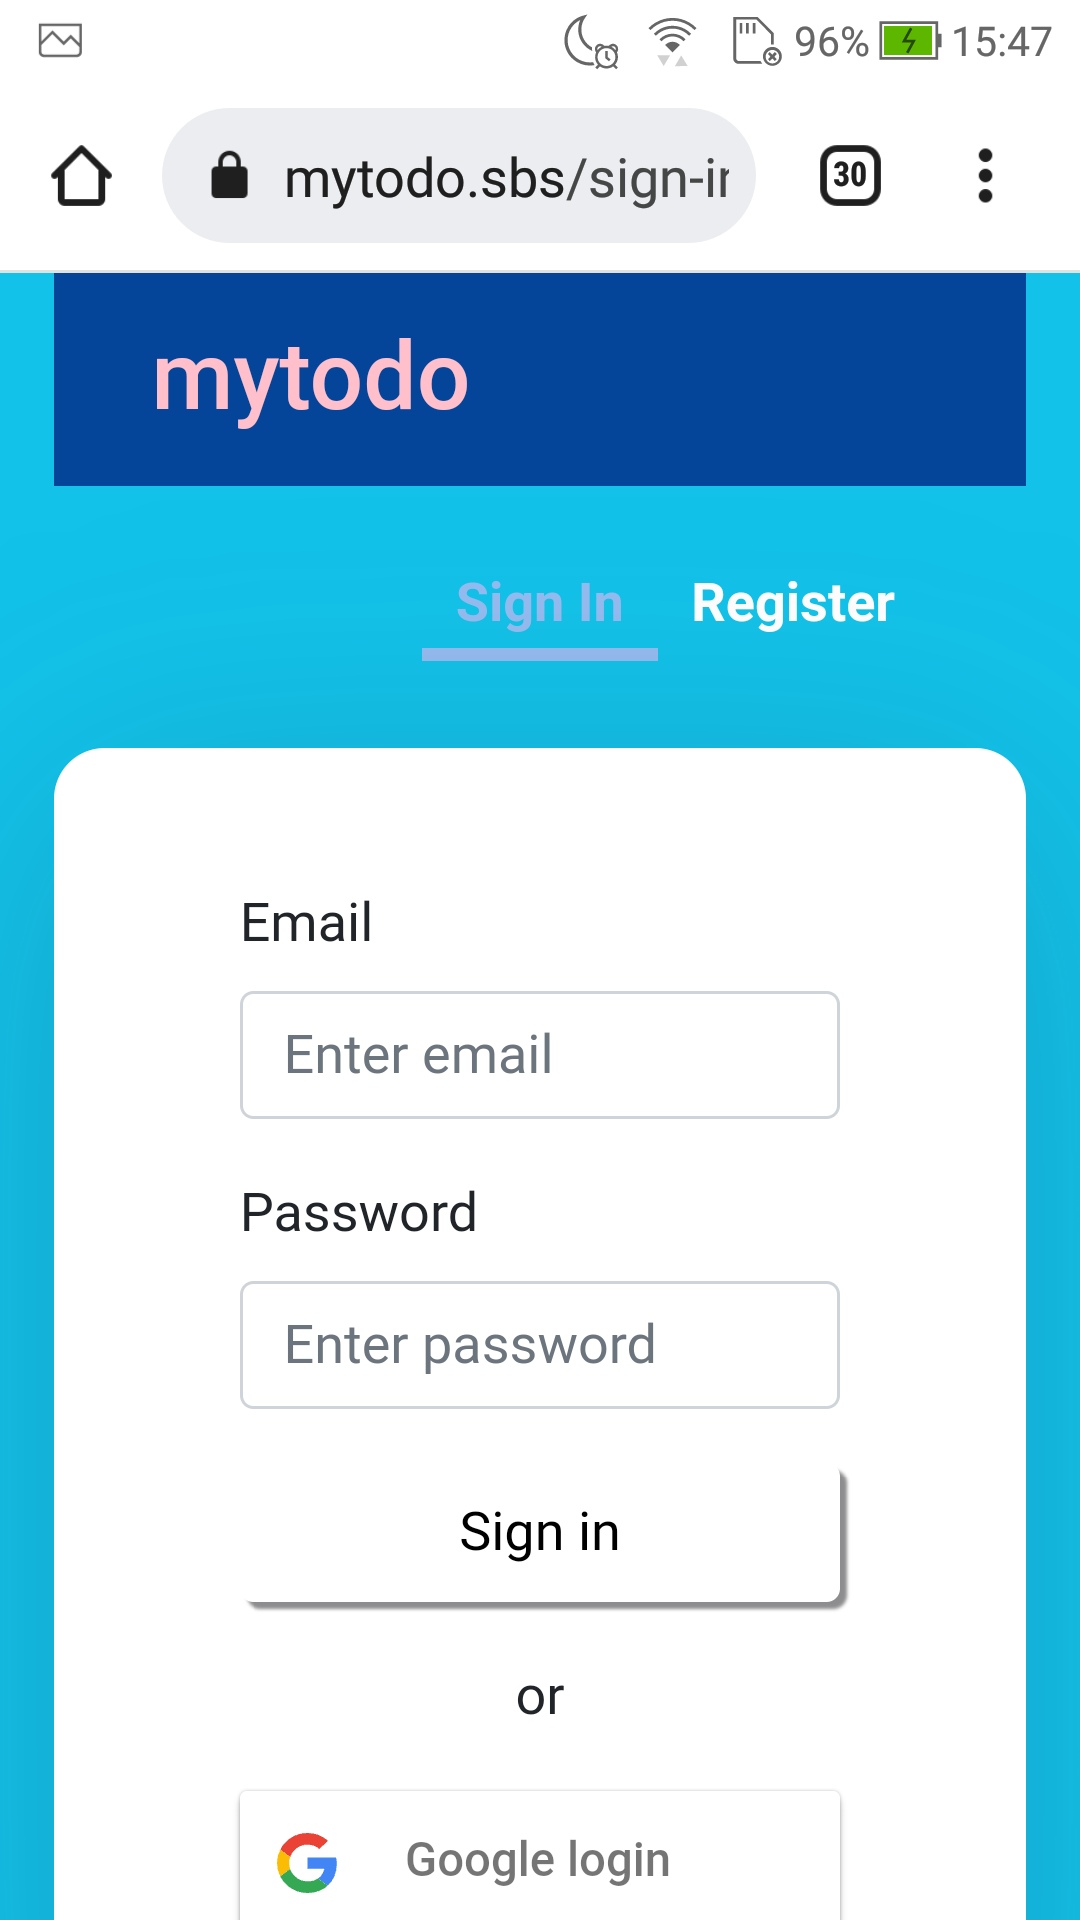 96% 15:47
mytodo.sbs/sign-in 30
mytodo
Sign In Register
Email
Enter email
Password
Enter password
Sign in
or
Google login